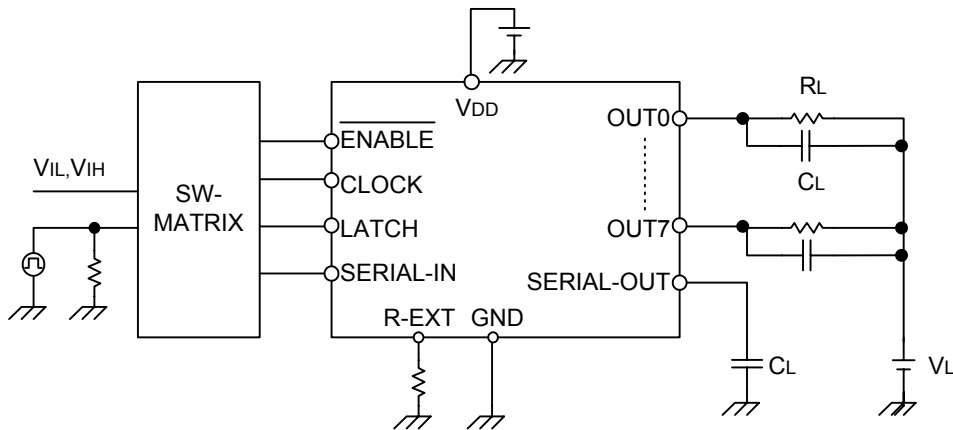 VDD
RL
OUT0
ENABLE
VIL,VIH
CLOCK
CL
SW-
MATRIX
LATCH
OUT7
SERIAL-IN
SERIAL-OUT
R-EXT GND
CL
VL